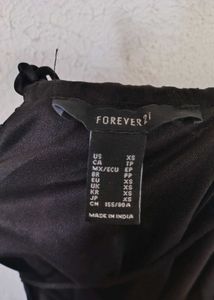 FOREVER 21
US XS
CA TP
MX/ECU EP
BR PP
EU XS
UK XS
KR XS
JP XS
CN 155/80A
MADE IN INDIA